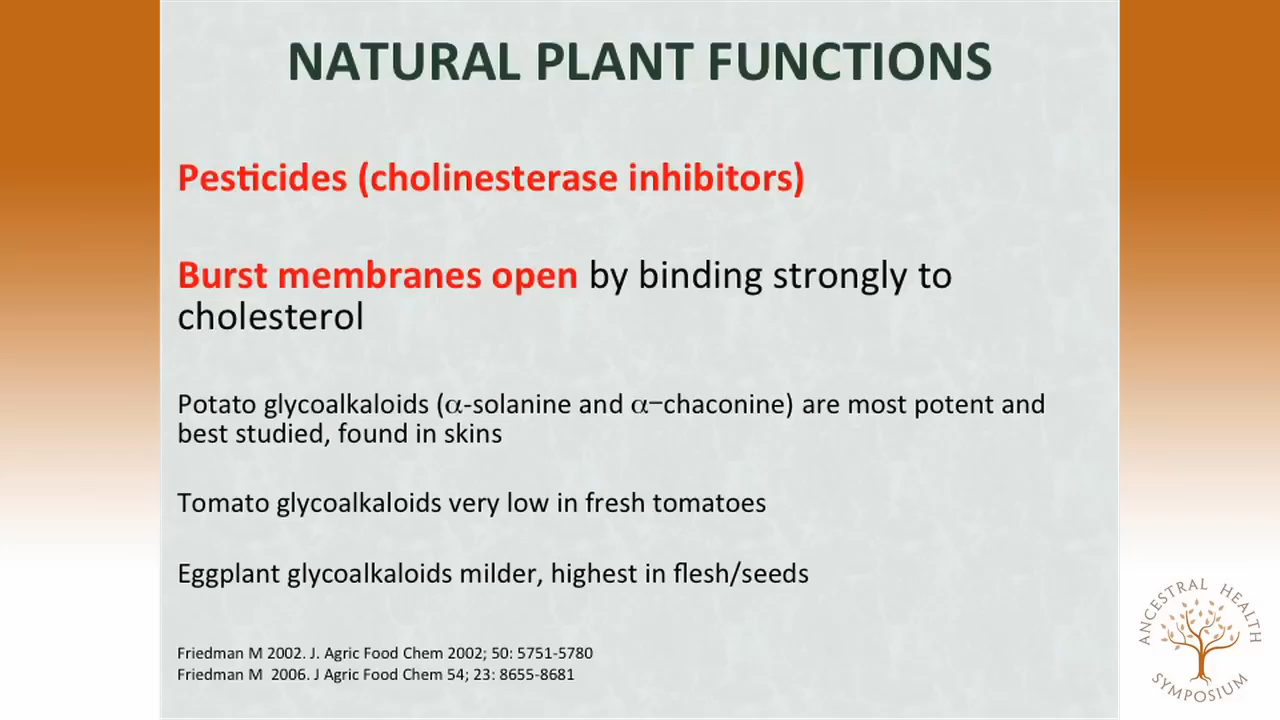 NATURAL PLANT FUNCTIONS
Pesticides (cholinesterase inhibitors)
Burst membranes open by binding strongly to
cholesterol
Potato glycoalkaloids (α-solanine and α−chaconine) are most potent and
best studied, found in skins
Tomato glycoalkaloids very low in fresh tomatoes
Eggplant glycoalkaloids milder, highest in flesh/seeds
Friedman M 2002. J. Agric Food Chem 2002; 50: 5751-5780
Friedman M  2006. J Agric Food Chem 54; 23: 8655-8681
ANCESTRAL HEALTH
SYMPOSIUM